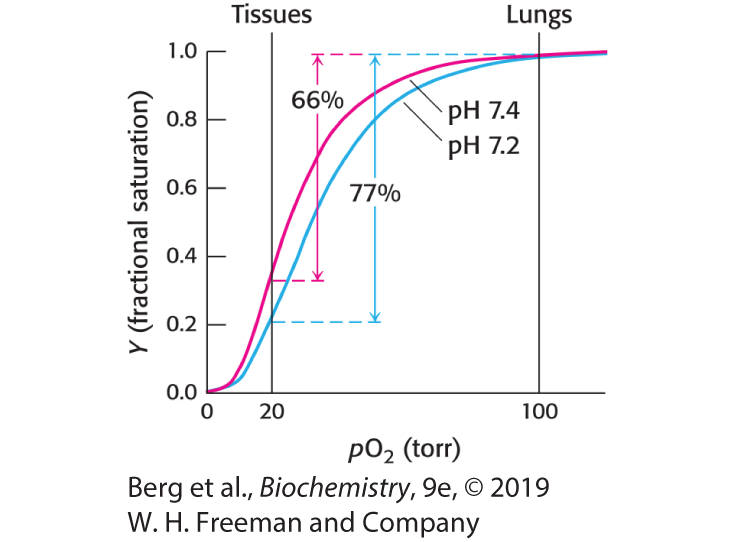 Tissues Lungs
1.0
66%
0.8
pH 7.4
pH 7.2
0.6
77%
0.4
0.2
0.0
0 20 100
Y (fractional saturation)
pO₂ (torr)
Berg et al., Biochemistry, 9e, © 2019
W. H. Freeman and Company